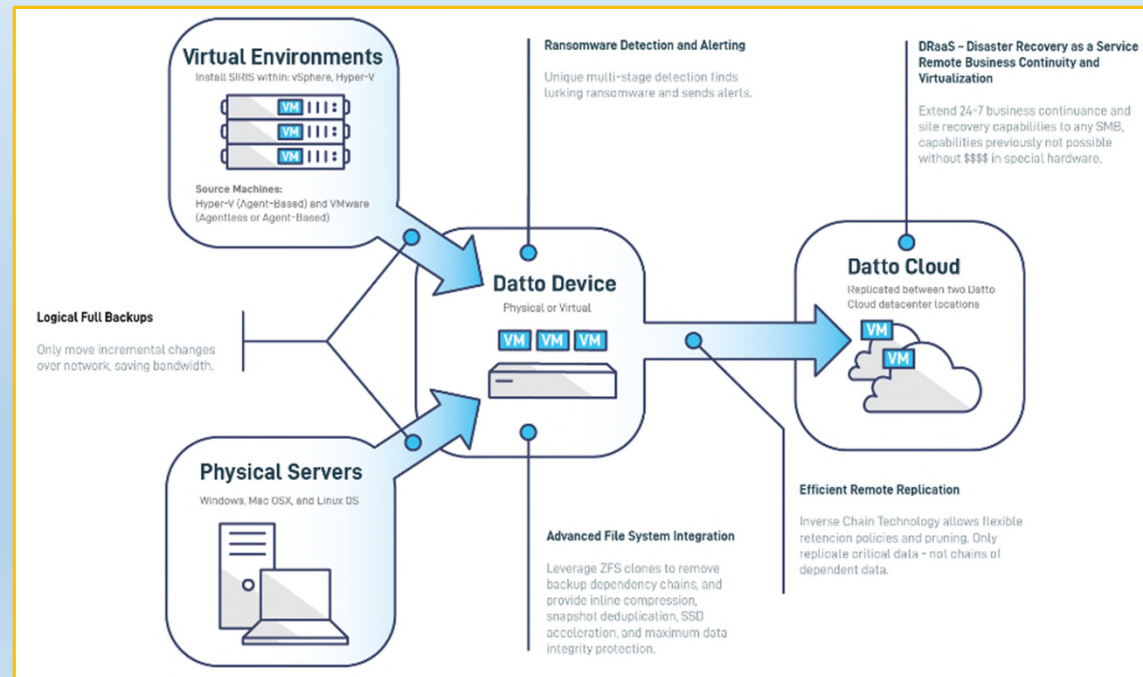 Virtual Environments
Install SIRIS within: vSphere, Hyper-V
VM
VM
VM
Source Machines:
Hyper-V (Agent-Based) and VMware
(Agentless or Agent-Based)
Ransomware Detection and Alerting
Unique multi-stage detection finds
lurking ransomware and sends alerts.
DRaaS - Disaster Recovery as a Service
Remote Business Continuity and
Virtualization
Extend 24-7 business continuance and
site recovery capabilities to any SMB,
capabilities previously not possible
without $$$$ in special hardware.
Logical Full Backups
Only move incremental changes
over network, saving bandwidth.
Datto Device
Physical or Virtual
VM VM VM
Datto Cloud
Replicated between two Datto
Cloud datacenter locations
VM
VM
Physical Servers
Windows, Mac OSX, and Linux OS
Advanced File System Integration
Leverage ZFS clones to remove
backup dependency chains, and
provide inline compression,
snapshot deduplication, SSD
acceleration, and maximum data
integrity protection.
Efficient Remote Replication
Inverse Chain Technology allows flexible
retencion policies and pruning. Only
replicate critical data - not chains of
dependent data.